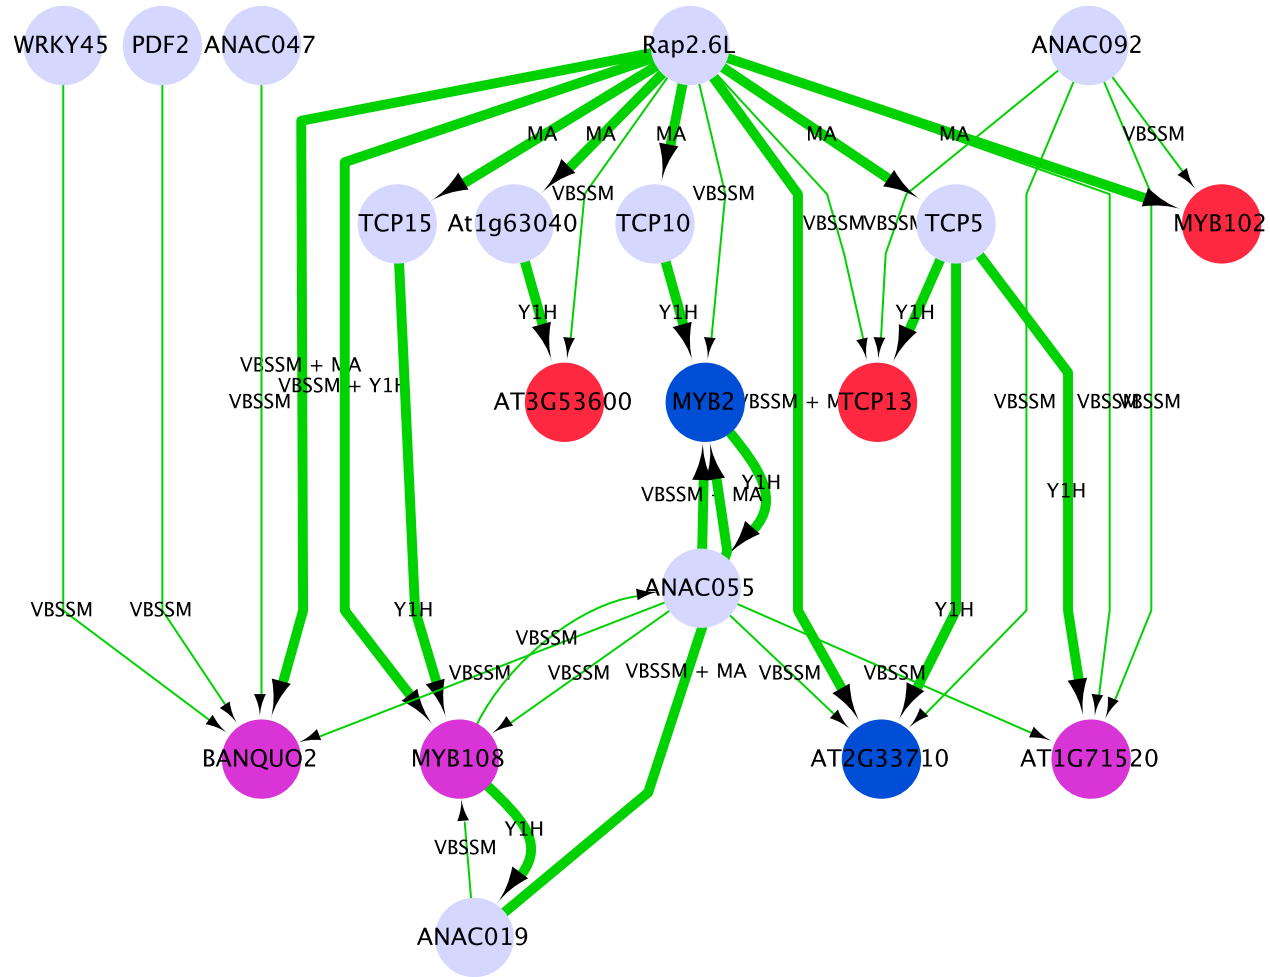 WRKY45
PDF2
ANAC047
Rap2.6L
ANAC092
MA
MA
MA
MA
MA
VBSSM
VBSSM
VBSSM
VBSSM
VBSSM
TCP15
At1g63040
TCP10
TCP5
MYB102
Y1H
Y1H
Y1H
VBSSM + MA
VBSSM + Y1H
VBSSM
AT3G53600
MYB2
VBSSM + M
TCP13
VBSSM
VBSSM
VBSSM
Y1H
VBSSM + MA
Y1H
ANAC055
VBSSM
VBSSM
Y1H
Y1H
VBSSM
VBSSM
VBSSM
VBSSM + MA
VBSSM
VBSSM
BANQUO2
MYB108
AT2G33710
AT1G71520
Y1H
VBSSM
ANAC019